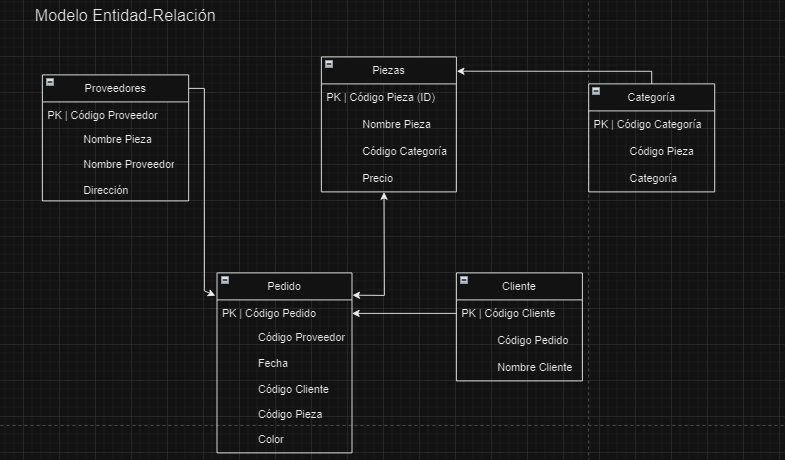 Modelo Entidad-Relación
Proveedores
PK | Código Proveedor
Nombre Pieza
Nombre Proveedor
Dirección
Piezas
PK | Código Pieza (ID)
Nombre Pieza
Código Categoría
Precio
Categoría
PK | Código Categoría
Código Pieza
Categoría
Pedido
PK | Código Pedido
Código Proveedor
Fecha
Código Cliente
Código Pieza
Color
Cliente
PK | Código Cliente
Código Pedido
Nombre Cliente